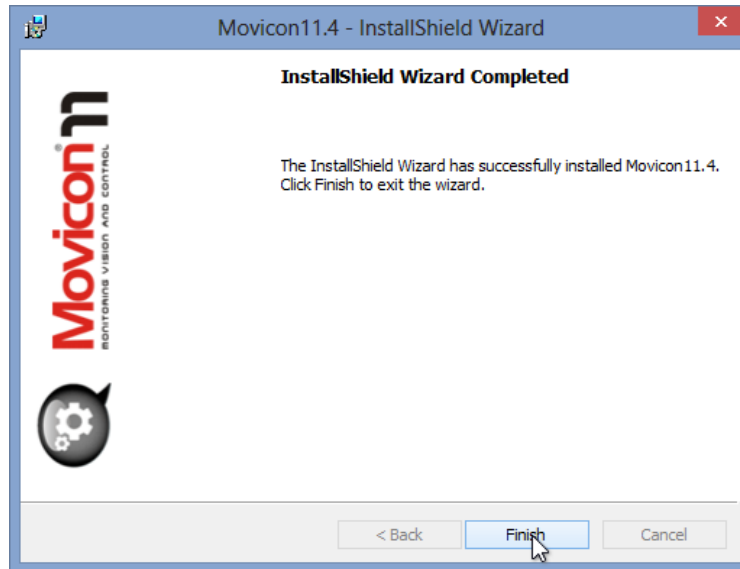 Movicon11.4 - InstallShield Wizard
InstallShield Wizard Completed
The InstallShield Wizard has successfully installed Movicon11.4.
Click Finish to exit the wizard.
Movicon 11
MONITORING VISION AND CONTROL
< Back
Finish
Cancel